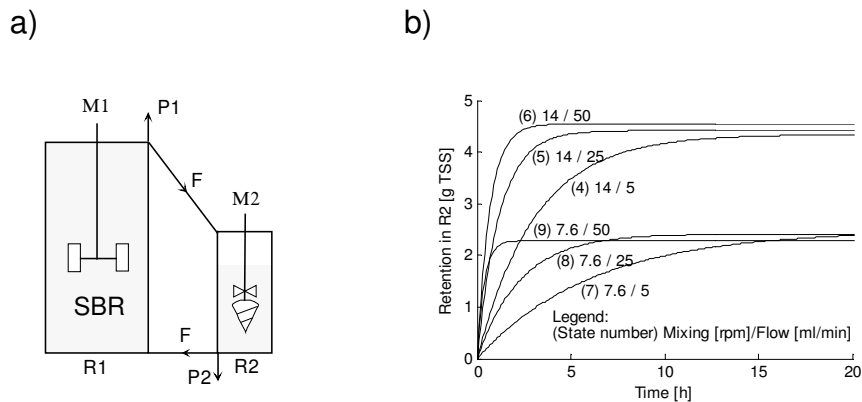 a)
M1
P1
F
M2
SBR
F
R1
P2
R2
b)
Retention in R2 [g TSS]
5
4
3
2
1
0
(6) 14 / 50
(5) 14 / 25
(4) 14 / 5
(9) 7.6 / 50
(8) 7.6 / 25
(7) 7.6 / 5
Legend:
(State number) Mixing [rpm]/Flow [ml/min]
0 5 10 15 20
Time [h]